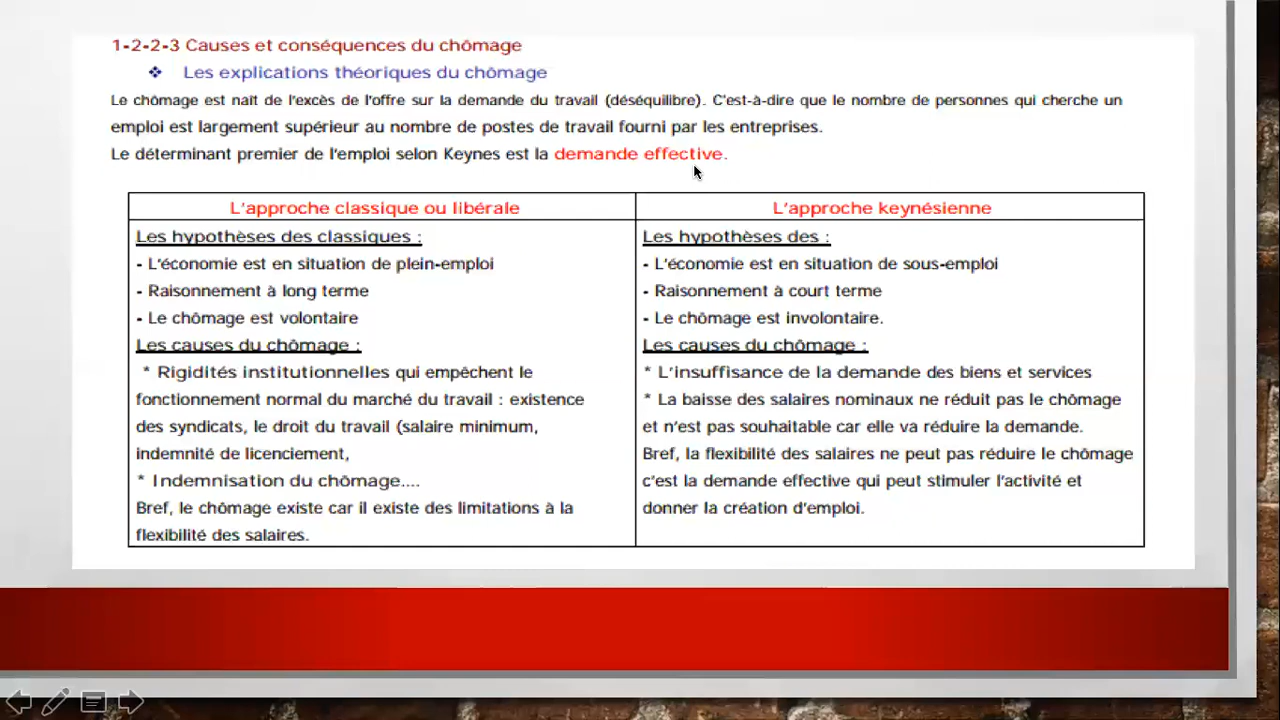 1-2-2-3 Causes et conséquences du chômage
❖ Les explications théoriques du chômage
Le chômage est naît de l'excès de l'offre sur la demande du travail (déséquilibre). C'est-à-dire que le nombre de personnes qui cherche un
emploi est largement supérieur au nombre de postes de travail fourni par les entreprises.
Le déterminant premier de l'emploi selon Keynes est la demande effective.
L'approche classique ou libérale
Les hypothèses des classiques :
- L'économie est en situation de plein-emploi
- Raisonnement à long terme
- Le chômage est volontaire
Les causes du chômage :
* Rigidités institutionnelles qui empêchent le
fonctionnement normal du marché du travail : existence
des syndicats, le droit du travail (salaire minimum,
indemnité de licenciement,
* Indemnisation du chômage....
Bref, le chômage existe car il existe des limitations à la
flexibilité des salaires.
L'approche keynésienne
Les hypothèses des :
- L'économie est en situation de sous-emploi
- Raisonnement à court terme
- Le chômage est involontaire.
Les causes du chômage :
* L'insuffisance de la demande des biens et services
* La baisse des salaires nominaux ne réduit pas le chômage
et n'est pas souhaitable car elle va réduire la demande.
Bref, la flexibilité des salaires ne peut pas réduire le chômage
c'est la demande effective qui peut stimuler l'activité et
donner la création d'emploi.